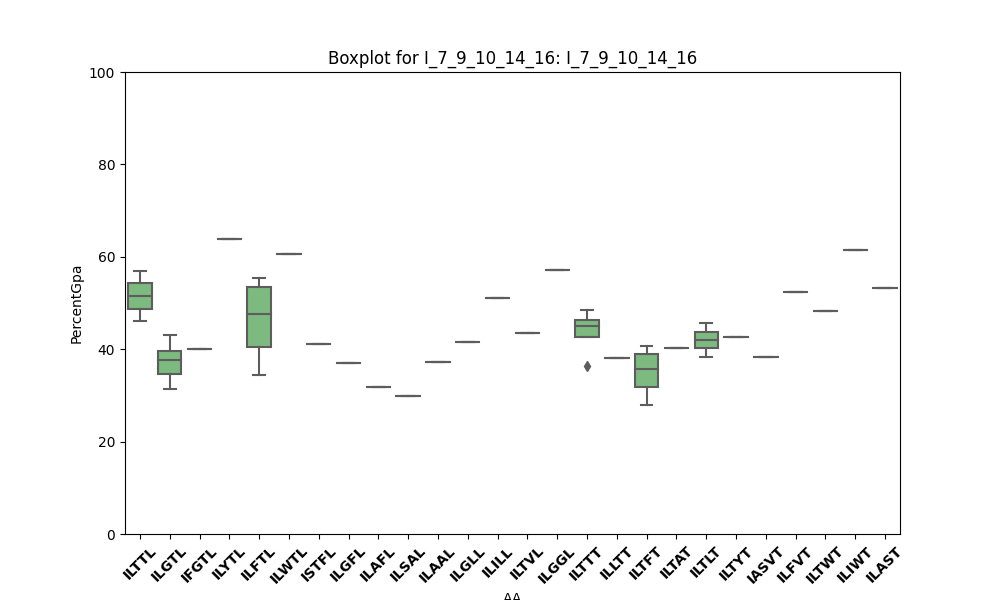 Boxplot for I_7_9_10_14_16: I_7_9_10_14_16
100
80
60
40
20
0
PercentGpa
ILTTL ILGTL IFGTL ILYTL ILFTL ILWTL ISTFL ILGFL ILAFL ILSAL ILAAL ILGLL ILILL ILTVL ILGGL ILTTT ILLTT ILTFT ILTAT ILTLT ILTYT IASVT ILFVT ILTWT ILIWT ILAST
AA